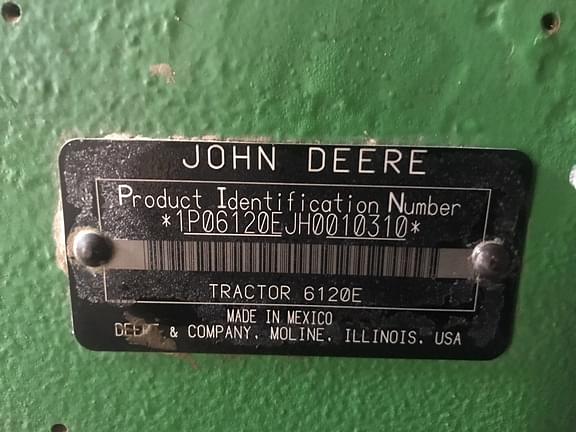 JOHN DEERE
Product Identification Number
*1P06120EJH0010310*
TRACTOR 6120E
MADE IN MEXICO
DEERE & COMPANY, MOLINE, ILLINOIS, USA